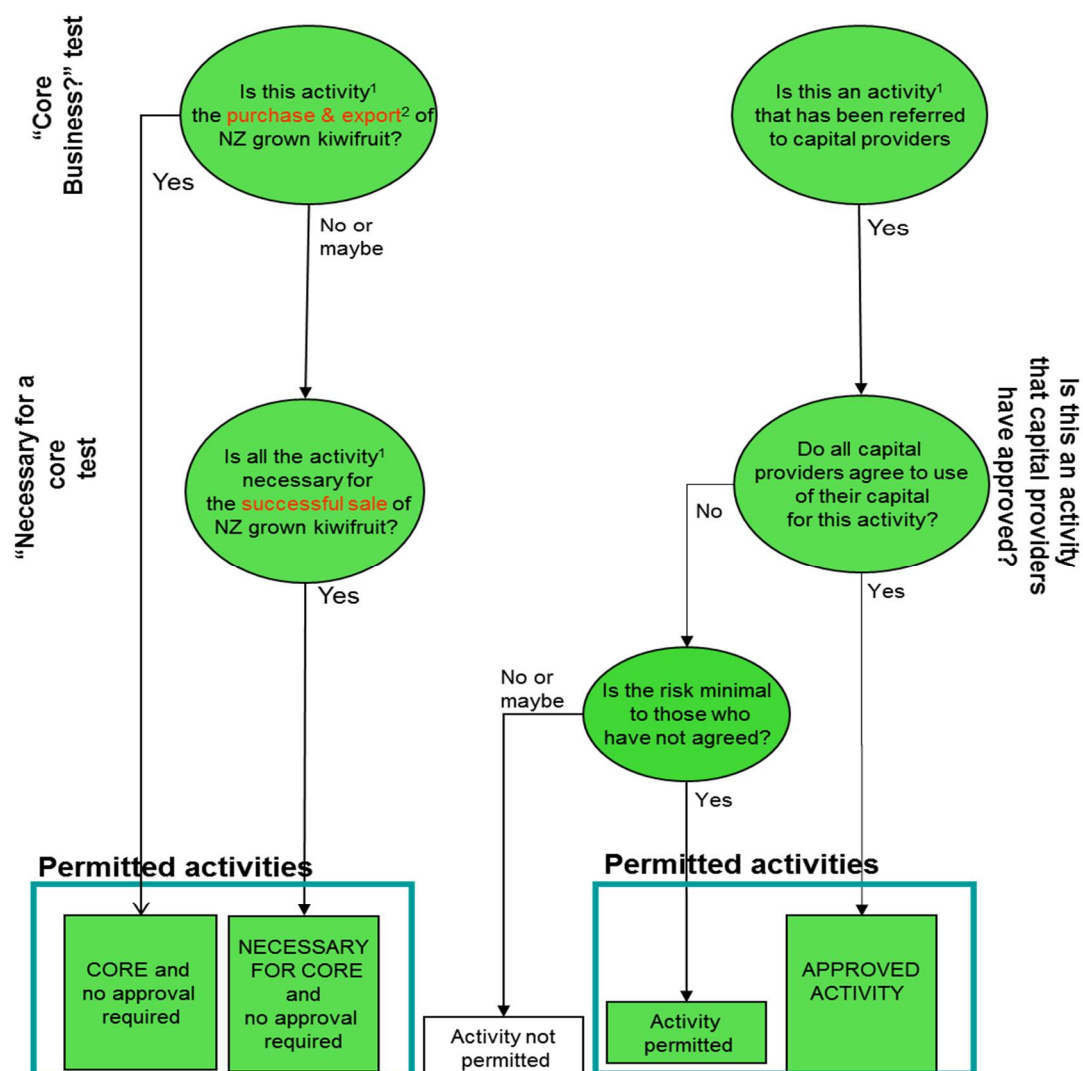 “Core
Business?” test
Is this activity¹
the purchase & export² of
NZ grown kiwifruit?
Yes
No or
maybe
Is this an activity¹
that has been referred
to capital providers
Yes
“Necessary for a
core
test
Is all the activity¹
necessary for
the successful sale of
NZ grown kiwifruit?
Yes
Do all capital
providers agree to use
of their capital
for this activity?
No
Yes
Is this an activity
that capital providers
have approved?
No or
maybe
Is the risk minimal
to those who
have not agreed?
Yes
Permitted activities
CORE and
no approval
required
NECESSARY
FOR CORE
and
no approval
required
Activity not
permitted
Permitted activities
Activity
permitted
APPROVED
ACTIVITY